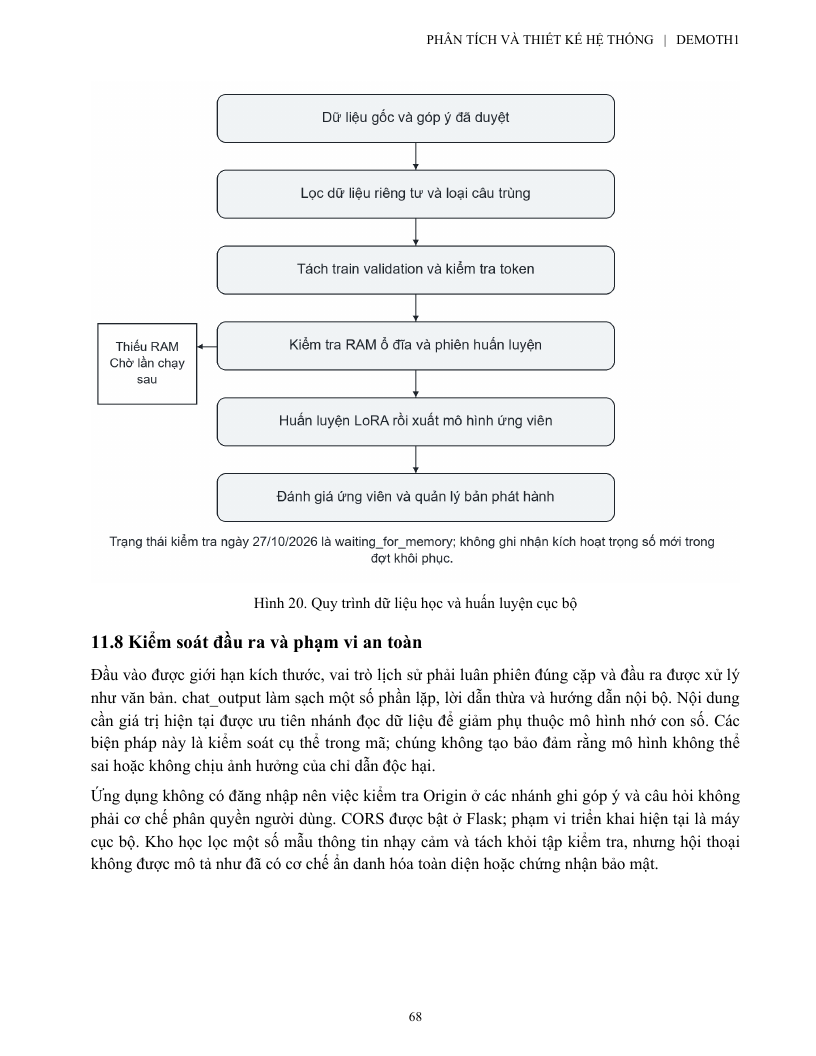 PHÂN TÍCH VÀ THIẾT KẾ HỆ THỐNG | DEMOTH1
Dữ liệu gốc và góp ý đã duyệt
Lọc dữ liệu riêng tư và loại câu trùng
Tách train validation và kiểm tra token
Kiểm tra RAM ổ đĩa và phiên huấn luyện
Thiếu RAM
Chờ lần chạy
sau
Huấn luyện LoRA rồi xuất mô hình ứng viên
Đánh giá ứng viên và quản lý bản phát hành
Trạng thái kiểm tra ngày 27/10/2026 là waiting_for_memory; không ghi nhận kích hoạt trọng số mới trong
đợt khôi phục.
Hình 20. Quy trình dữ liệu học và huấn luyện cục bộ
11.8 Kiểm soát đầu ra và phạm vi an toàn
Đầu vào được giới hạn kích thước, vai trò lịch sử phải luân phiên đúng cặp và đầu ra được xử lý
như văn bản. chat_output làm sạch một số phần lặp, lời dẫn thừa và hướng dẫn nội bộ. Nội dung
cần giá trị hiện tại được ưu tiên nhánh đọc dữ liệu để giảm phụ thuộc mô hình nhớ con số. Các
biện pháp này là kiểm soát cụ thể trong mã; chúng không tạo bảo đảm rằng mô hình không thể
sai hoặc không chịu ảnh hưởng của chỉ dẫn độc hại.
Ứng dụng không có đăng nhập nên việc kiểm tra Origin ở các nhánh ghi góp ý và câu hỏi không
phải cơ chế phân quyền người dùng. CORS được bật ở Flask; phạm vi triển khai hiện tại là máy
cục bộ. Kho học lọc một số mẫu thông tin nhạy cảm và tách khỏi tập kiểm tra, nhưng hội thoại
không được mô tả như đã có cơ chế ẩn danh hóa toàn diện hoặc chứng nhận bảo mật.
68